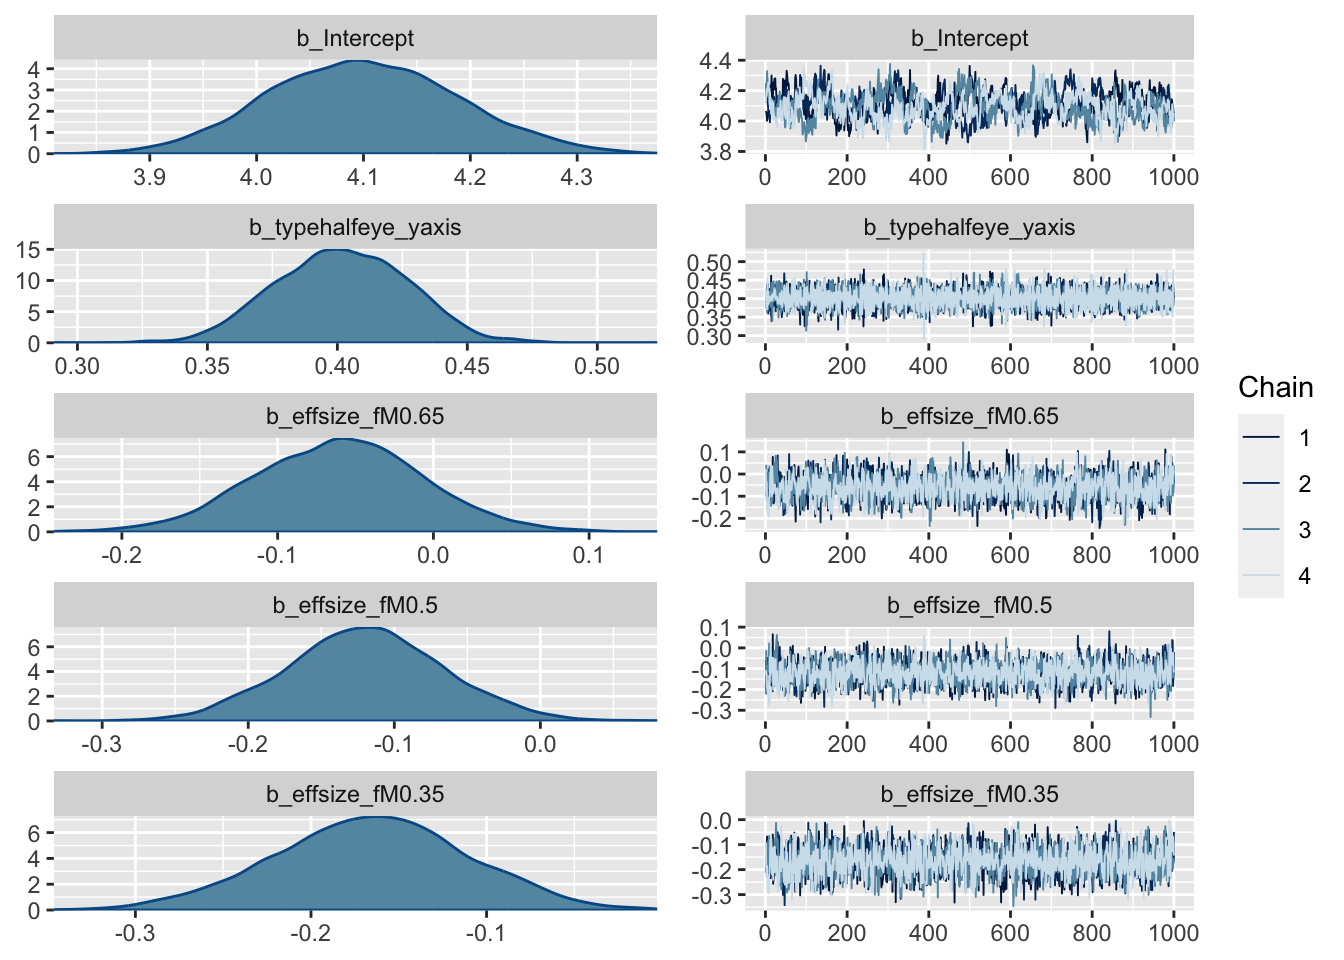 b_Intercept
4
3
2
1
0
3.9 4.0 4.1 4.2 4.3
b_Intercept
4.4
4.2
4.0
3.8
0 200 400 600 800 1000
b_typehalfeye_yaxis
15
10
5
0
0.30 0.35 0.40 0.45 0.50
b_typehalfeye_yaxis
0.50
0.45
0.40
0.35
0.30
0 200 400 600 800 1000
b_effsize_fM0.65
6
4
2
0
-0.2 -0.1 0.0 0.1
b_effsize_fM0.65
0.1
0.0
-0.1
-0.2
0 200 400 600 800 1000
b_effsize_fM0.5
6
4
2
0
-0.3 -0.2 -0.1 0.0
b_effsize_fM0.5
0.1
0.0
-0.1
-0.2
-0.3
0 200 400 600 800 1000
b_effsize_fM0.35
6
4
2
0
-0.3 -0.2 -0.1
b_effsize_fM0.35
0.0
-0.1
-0.2
-0.3
0 200 400 600 800 1000
Chain
1
2
3
4